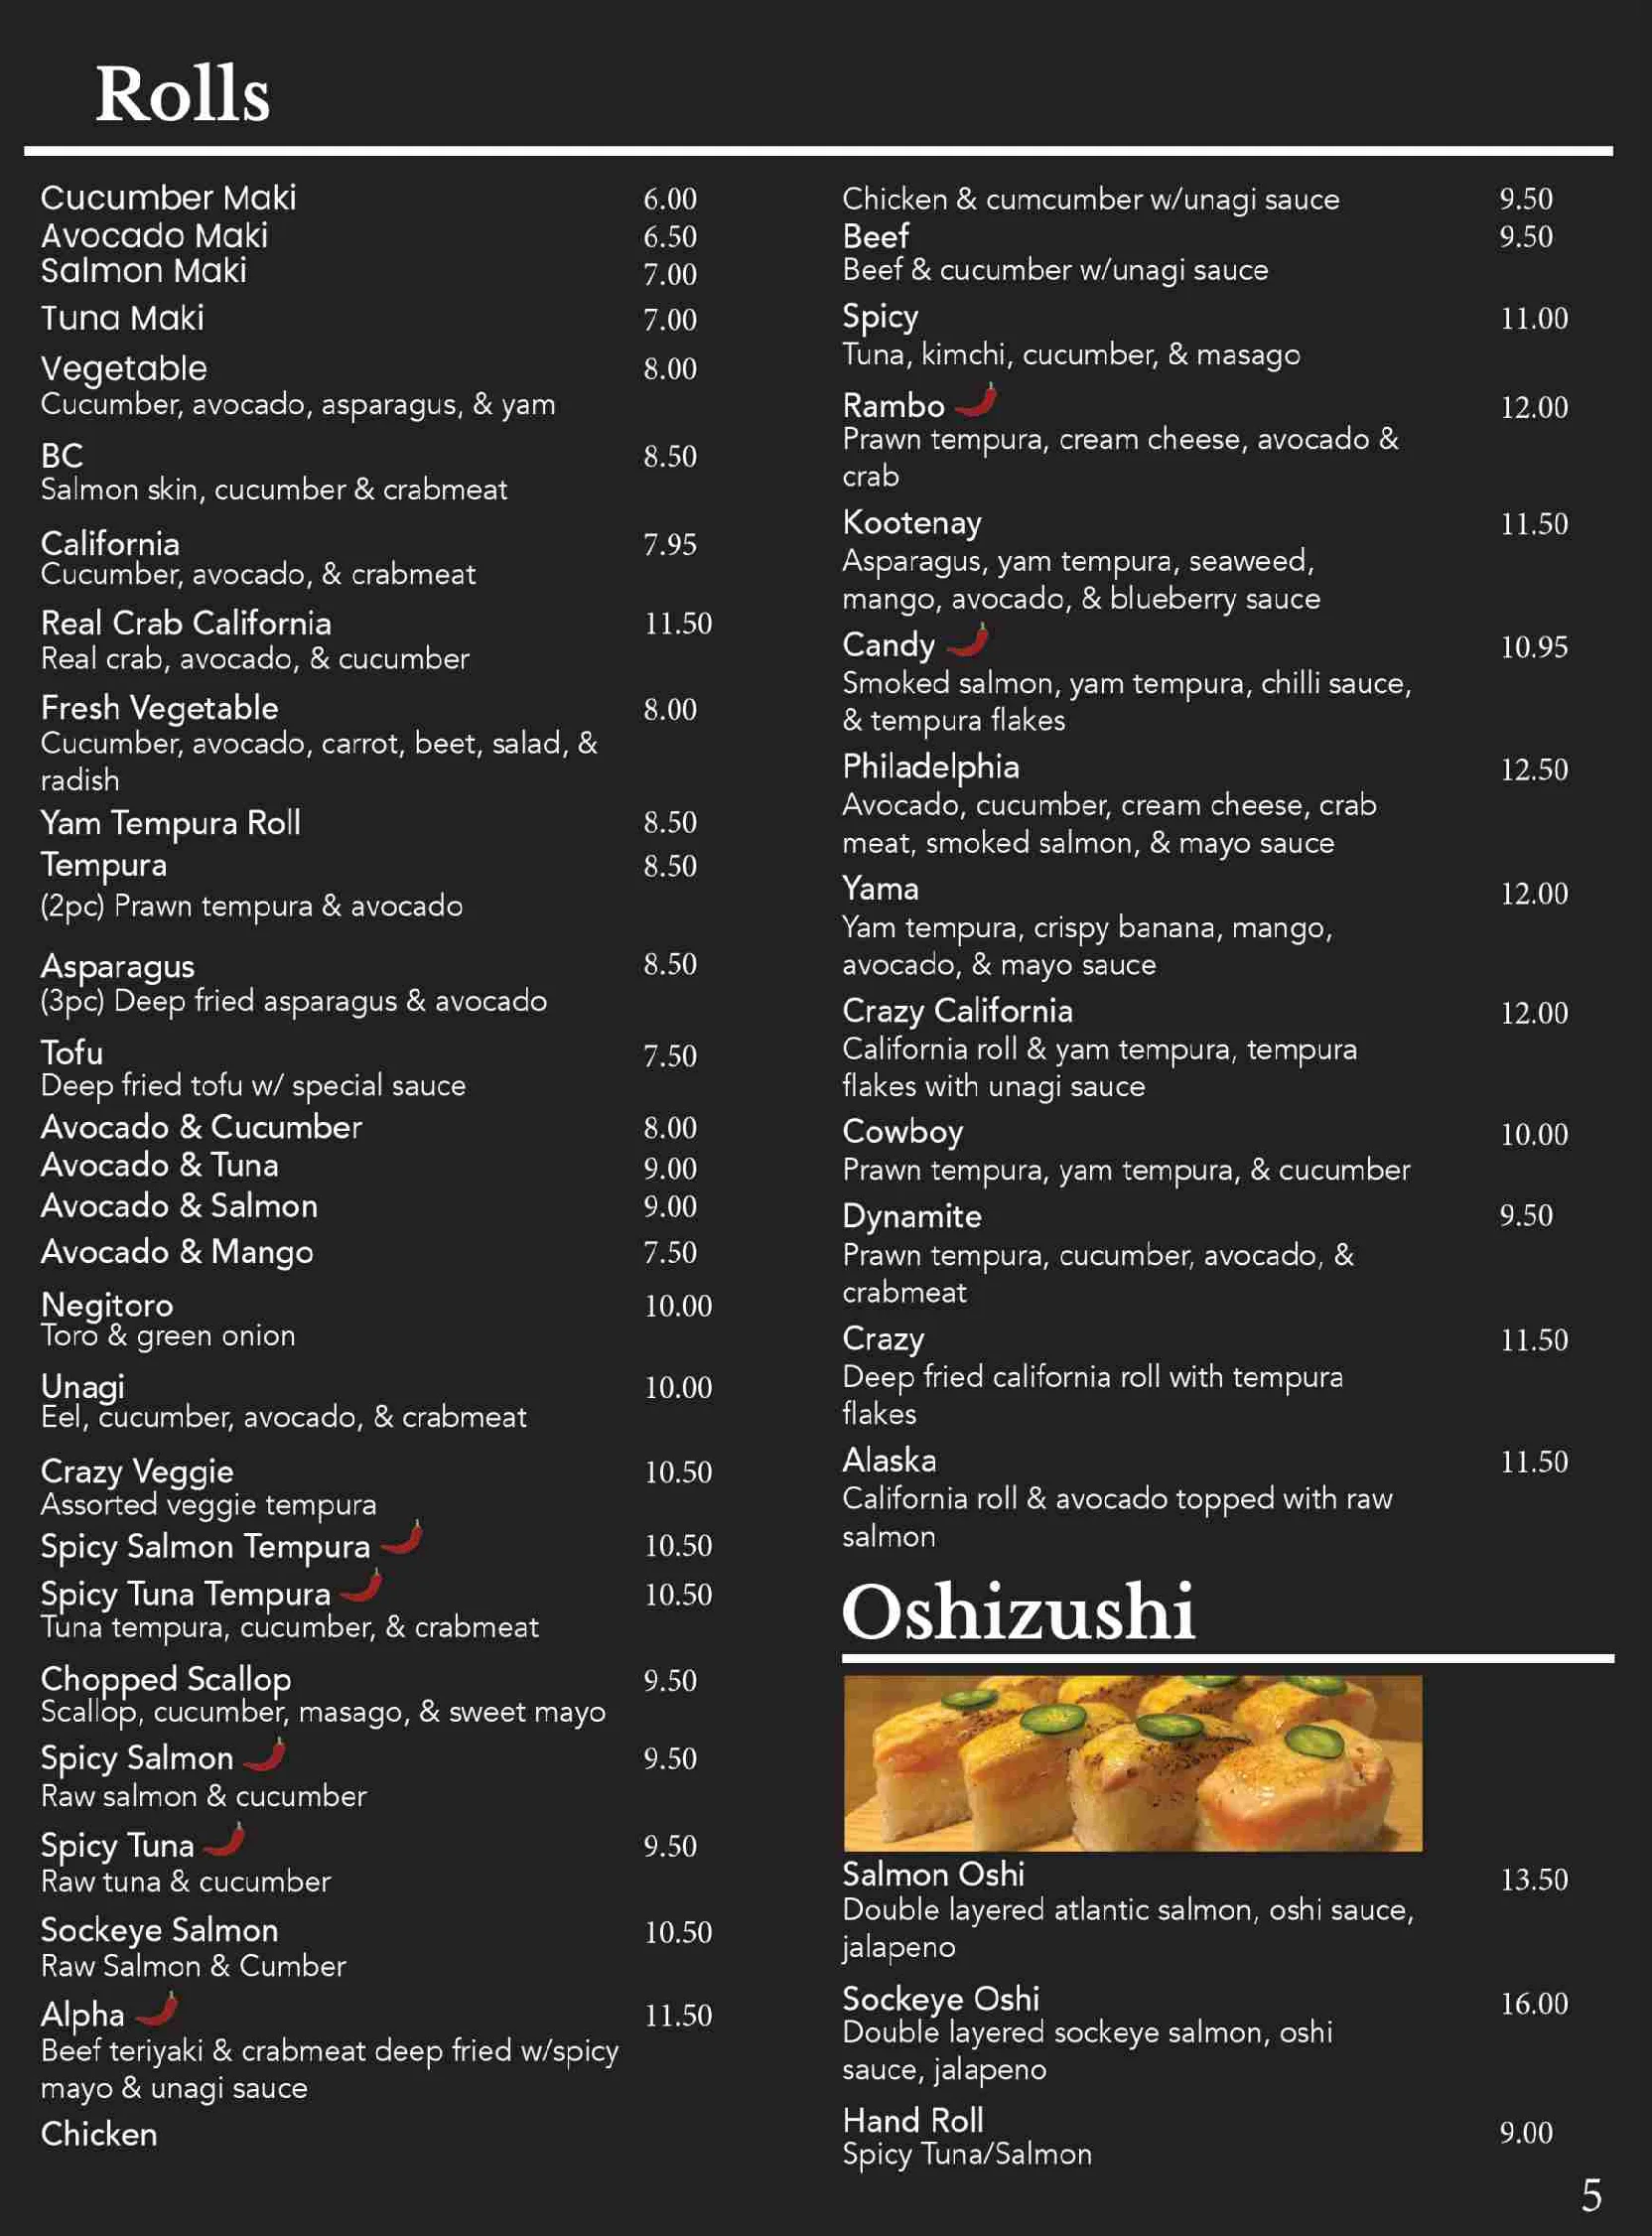 Rolls
Cucumber Maki 6.00
Avocado Maki 6.50
Salmon Maki 7.00
Tuna Maki 7.00
Vegetable 8.00
Cucumber, avocado, asparagus, & yam
BC 8.50
Salmon skin, cucumber & crabmeat
California 7.95
Cucumber, avocado, & crabmeat
Real Crab California 11.50
Real crab, avocado, & cucumber
Fresh Vegetable 8.00
Cucumber, avocado, carrot, beet, salad, &
radish
Yam Tempura Roll 8.50
Tempura 8.50
(2pc) Prawn tempura & avocado
Asparagus 8.50
(3pc) Deep fried asparagus & avocado
Tofu 7.50
Deep fried tofu w/ special sauce
Avocado & Cucumber 8.00
Avocado & Tuna 9.00
Avocado & Salmon 9.00
Avocado & Mango 7.50
Negitoro 10.00
Toro & green onion
Unagi 10.00
Eel, cucumber, avocado, & crabmeat
Crazy Veggie 10.50
Assorted veggie tempura
Spicy Salmon Tempura 10.50
Spicy Tuna Tempura 10.50
Tuna tempura, cucumber, & crabmeat
Chopped Scallop 9.50
Scallop, cucumber, masago, & sweet mayo
Spicy Salmon 9.50
Raw salmon & cucumber
Spicy Tuna 9.50
Raw tuna & cucumber
Sockeye Salmon 10.50
Raw Salmon & Cumber
Alpha 11.50
Beef teriyaki & crabmeat deep fried w/spicy
mayo & unagi sauce
Chicken
Chicken & cumcumber w/unagi sauce 9.50
Beef 9.50
Beef & cucumber w/unagi sauce
Spicy 11.00
Tuna, kimchi, cucumber, & masago
Rambo 12.00
Prawn tempura, cream cheese, avocado &
crab
Kootenay 11.50
Asparagus, yam tempura, seaweed,
mango, avocado, & blueberry sauce
Candy 10.95
Smoked salmon, yam tempura, chilli sauce,
& tempura flakes
Philadelphia 12.50
Avocado, cucumber, cream cheese, crab
meat, smoked salmon, & mayo sauce
Yama 12.00
Yam tempura, crispy banana, mango,
avocado, & mayo sauce
Crazy California 12.00
California roll & yam tempura, tempura
flakes with unagi sauce
Cowboy 10.00
Prawn tempura, yam tempura, & cucumber
Dynamite 9.50
Prawn tempura, cucumber, avocado, &
crabmeat
Crazy 11.50
Deep fried california roll with tempura
flakes
Alaska 11.50
California roll & avocado topped with raw
salmon
Oshizushi
Salmon Oshi 13.50
Double layered atlantic salmon, oshi sauce,
jalapeno
Sockeye Oshi 16.00
Double layered sockeye salmon, oshi
sauce, jalapeno
Hand Roll 9.00
Spicy Tuna/Salmon
5